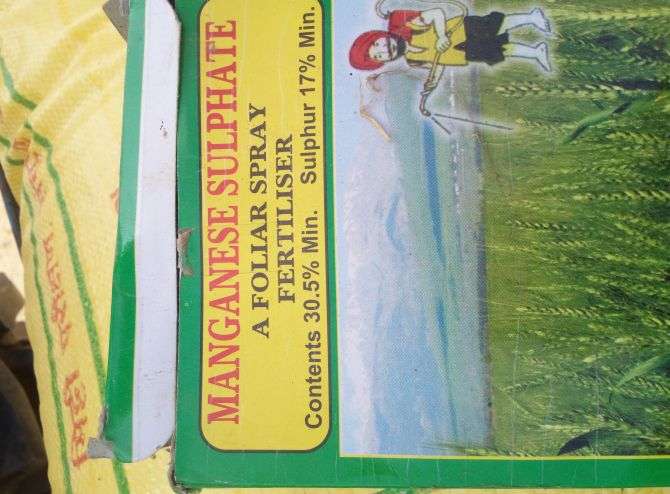 MANGANESE SULPHATE
A FOLIAR SPRAY
FERTILISER
Contents 30.5% Min. Sulphur 17% Min.